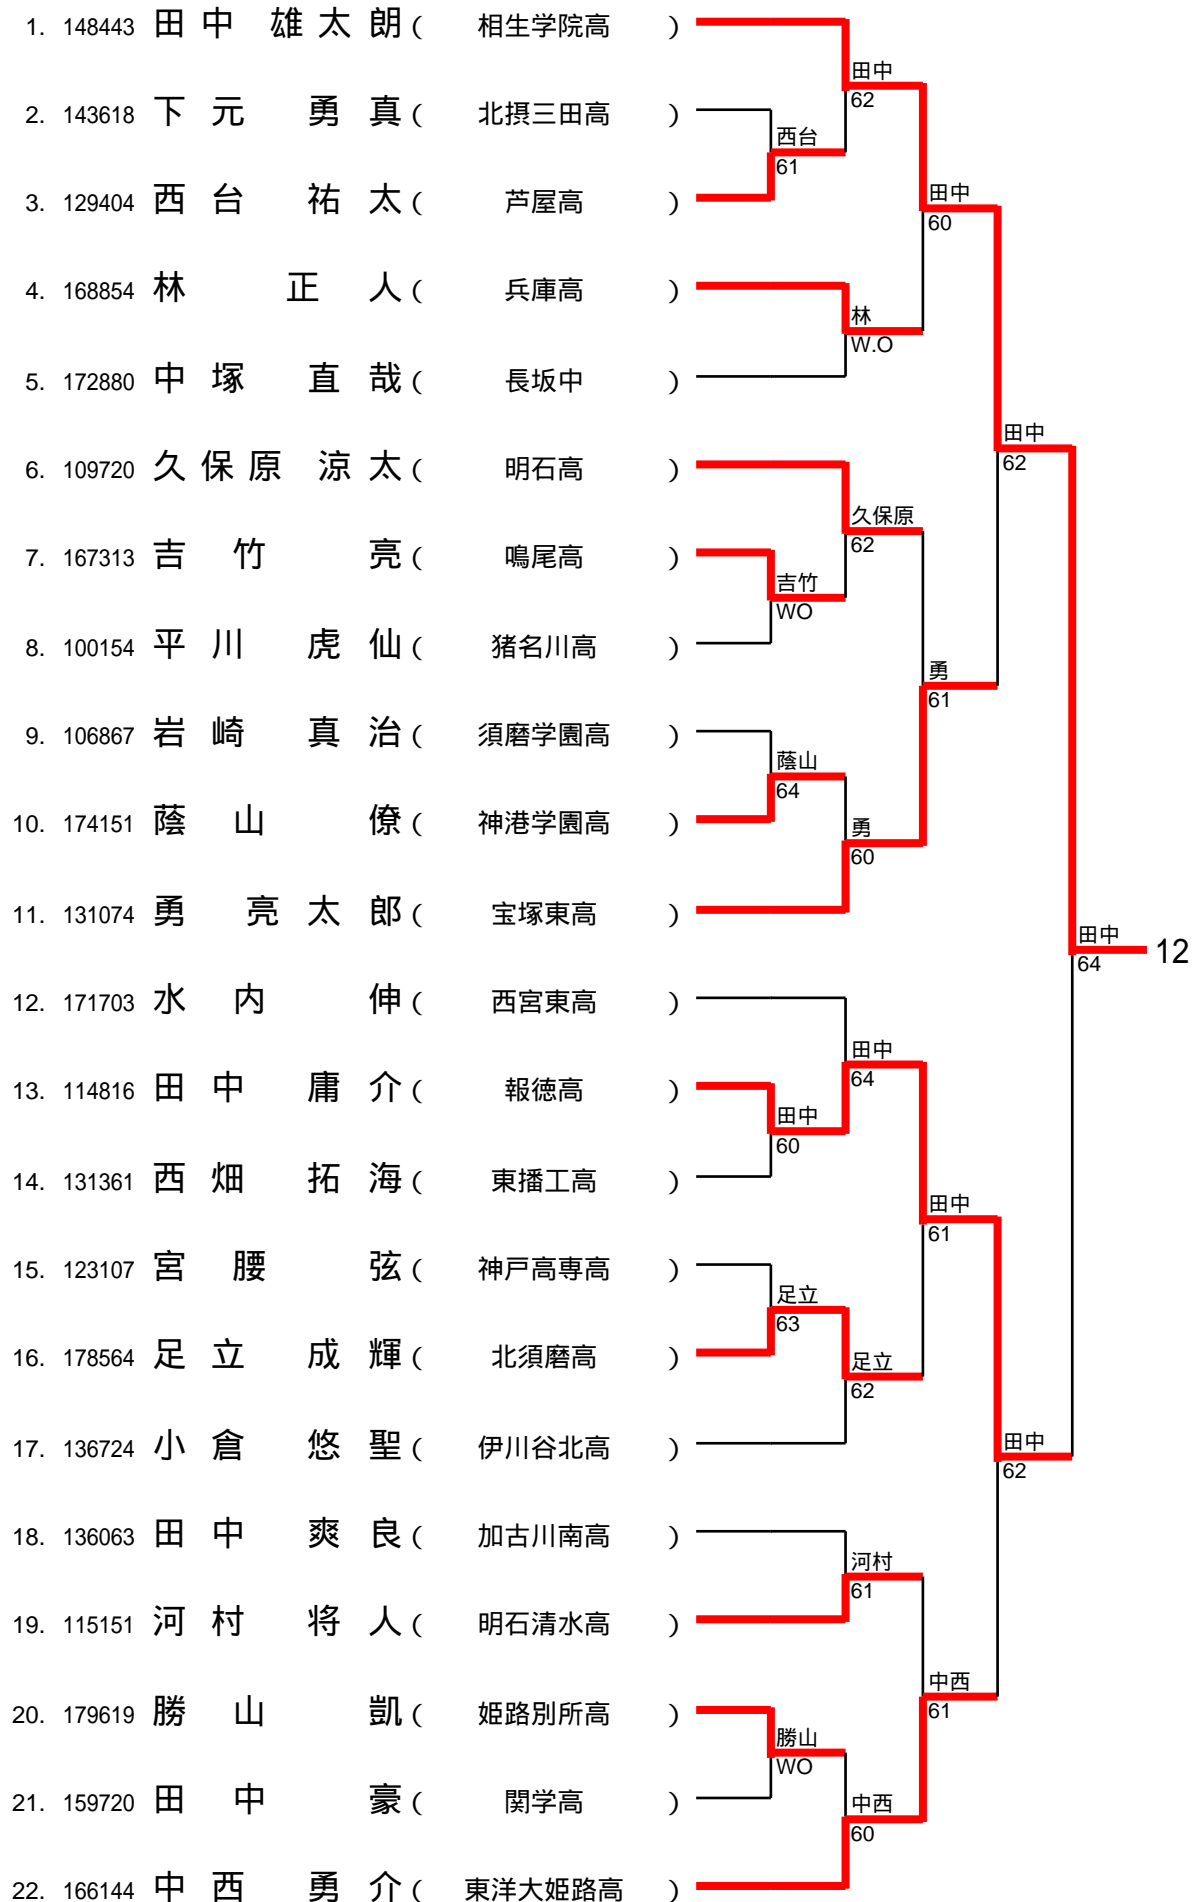 1. 148443 田中 雄太朗 ( 相生学院高 )
田中
62
2. 143618 下元 勇真 ( 北摂三田高 )
西台
61
3. 129404 西台 祐太 ( 芦屋高 )
田中
60
4. 168854 林 正人 ( 兵庫高 )
林
W.O
5. 172880 中塚 直哉 ( 長坂中 )
田中
62
6. 109720 久保原 涼太 ( 明石高 )
久保原
62
7. 167313 吉竹 亮 ( 鳴尾高 )
吉竹
WO
8. 100154 平川 虎仙 ( 猪名川高 )
勇
61
9. 106867 岩崎 真治 ( 須磨学園高 )
蔭山
64
10. 174151 蔭山 僚 ( 神港学園高 )
勇
60
11. 131074 勇 亮太郎 ( 宝塚東高 )
田中
64
12
12. 171703 水内 伸 ( 西宮東高 )
田中
64
13. 114816 田中 庸介 ( 報徳高 )
田中
60
14. 131361 西畑 拓海 ( 東播工高 )
田中
61
15. 123107 宮腰 弦 ( 神戸高専高 )
足立
63
16. 178564 足立 成輝 ( 北須磨高 )
足立
62
17. 136724 小倉 悠聖 ( 伊川谷北高 )
田中
62
18. 136063 田中 爽良 ( 加古川南高 )
河村
61
19. 115151 河村 将人 ( 明石清水高 )
中西
61
20. 179619 勝山 凱 ( 姫路別所高 )
勝山
WO
21. 159720 田中 豪 ( 関学高 )
中西
60
22. 166144 中西 勇介 ( 東洋大姫路高 )